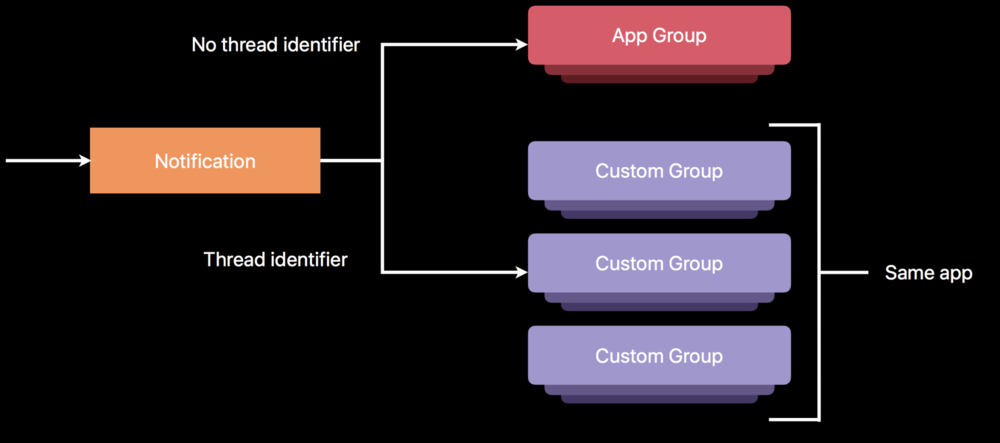 No thread identifier
App Group
Notification
Custom Group
Thread identifier
Custom Group
Same app
Custom Group